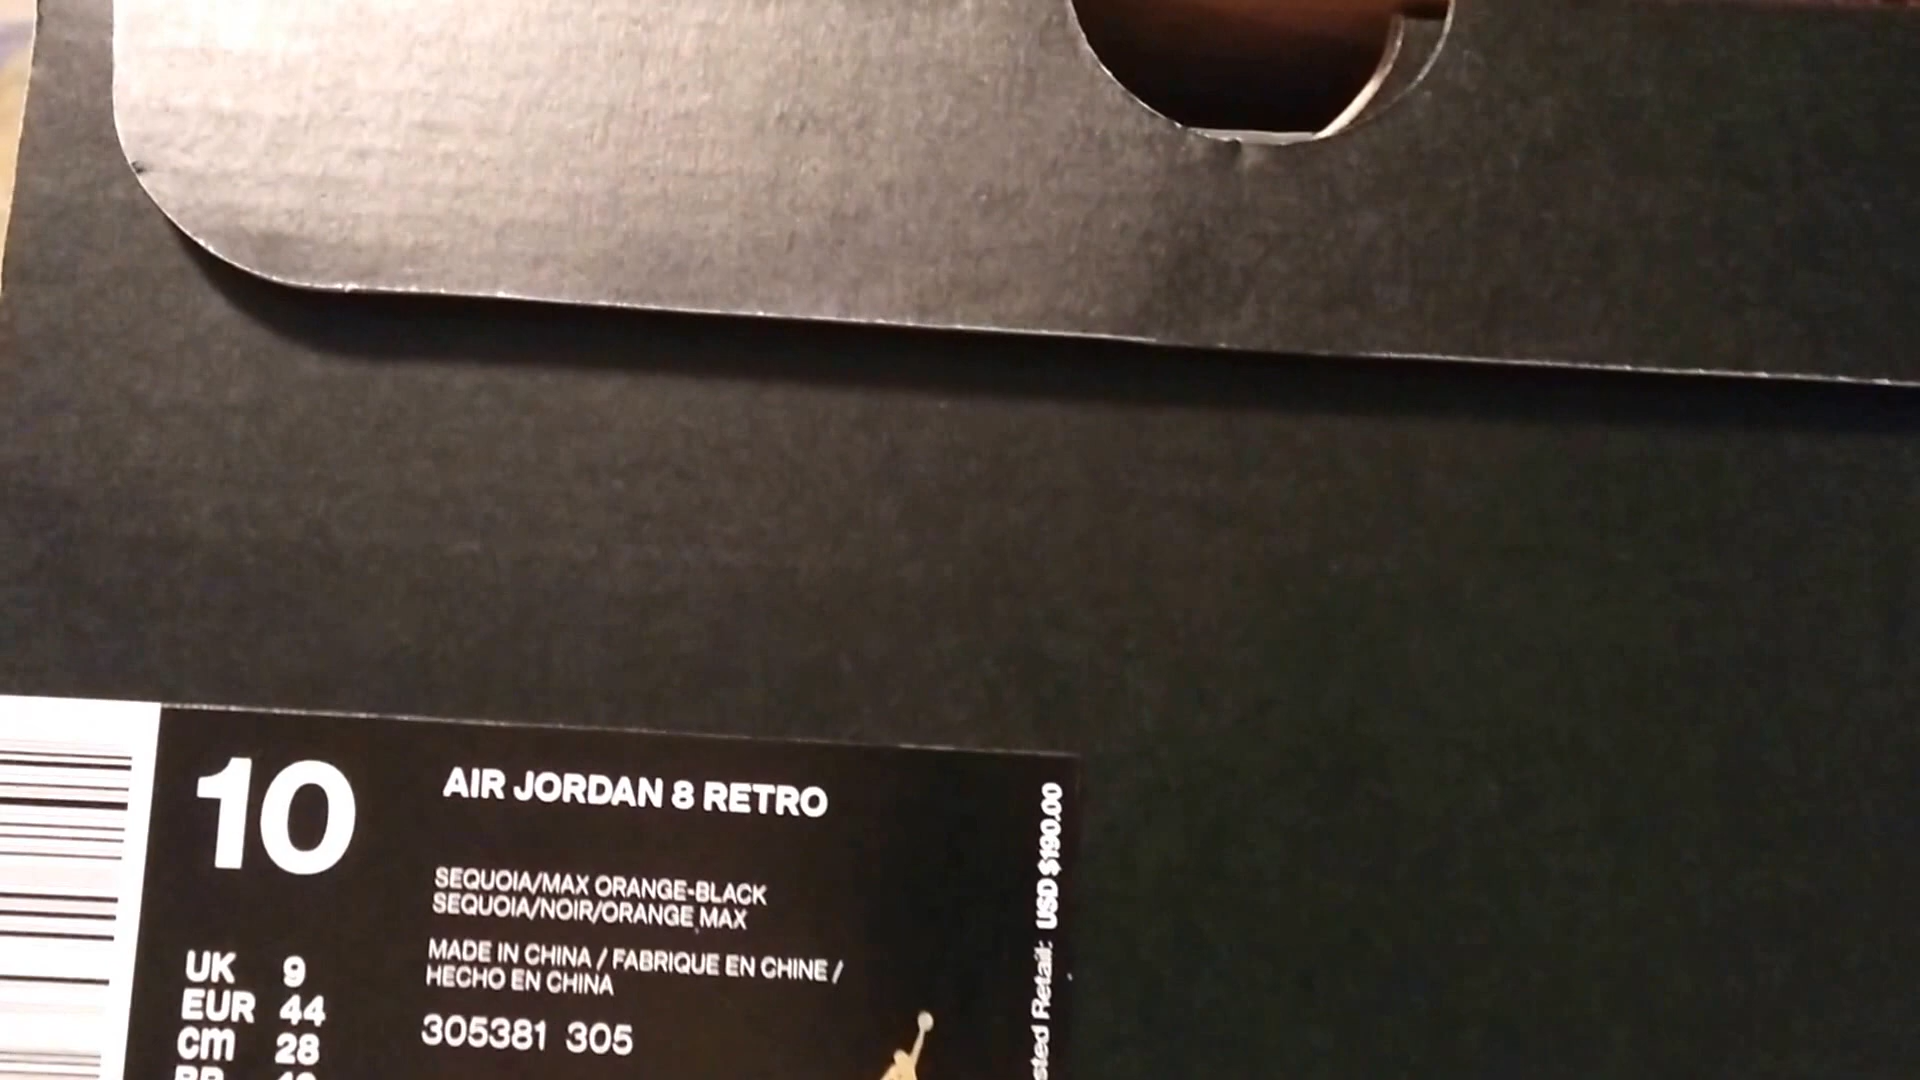 10
AIR JORDAN 8 RETRO
SEQUOIA/MAX ORANGE-BLACK
SEQUOIA/NOIR/ORANGE MAX
MADE IN CHINA / FABRIQUE EN CHINE /
HECHO EN CHINA
305381 305
UK 9
EUR 44
cm 28
Retail: USD $190.00